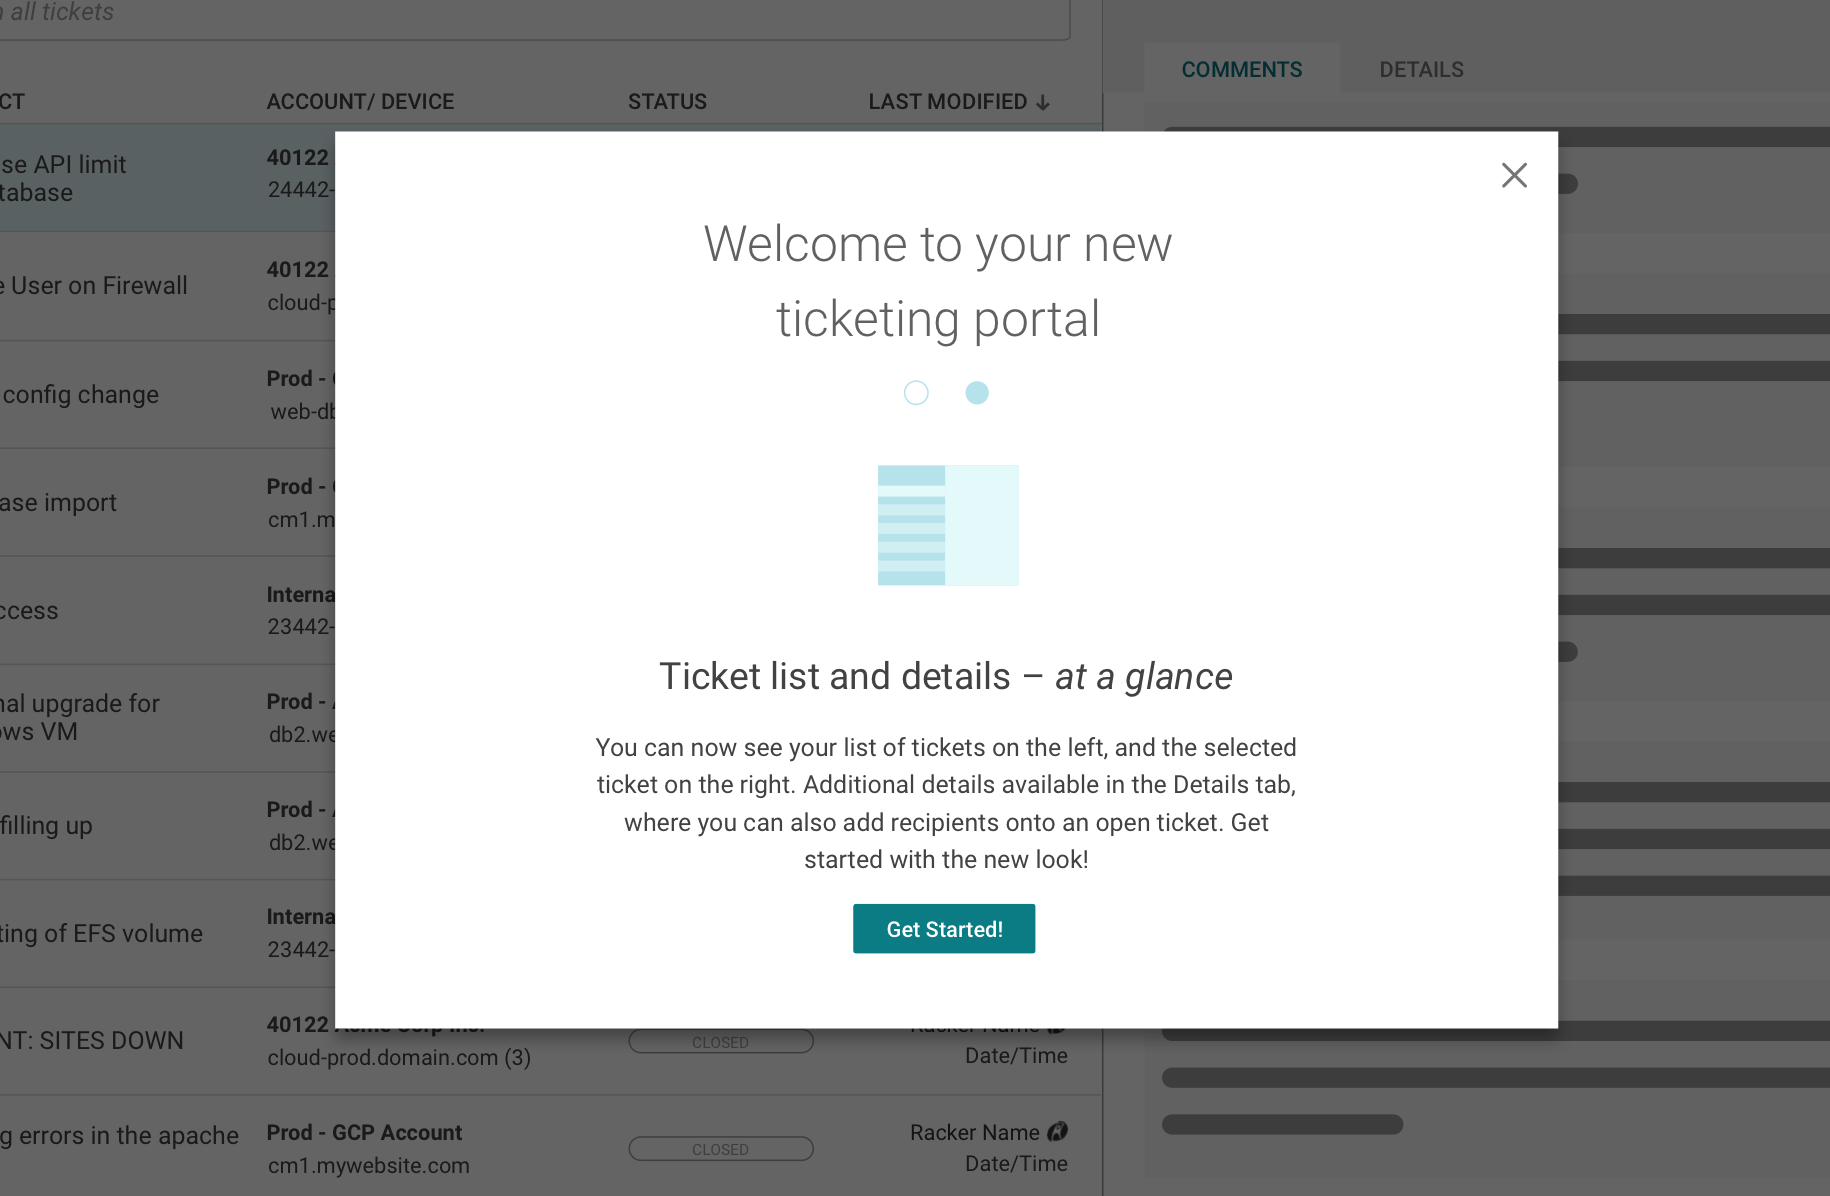 all tickets
COMMENTS
DETAILS
CT
ACCOUNT/ DEVICE
STATUS
LAST MODIFIED
se API limit
tabase
40122
24442-
e User on Firewall
40122
cloud-p
config change
Prod -
web-db
ase import
Prod -
cm1.m
ccess
Interna
23442-
nal upgrade for
ows VM
Prod -
db2.we
filling up
Prod -
db2.we
ting of EFS volume
Interna
23442-
NT: SITES DOWN
40122 Acme Corp Inc.
cloud-prod.domain.com (3)
CLOSED
Racker Name
Date/Time
g errors in the apache
Prod - GCP Account
cm1.mywebsite.com
CLOSED
Racker Name
Date/Time
Welcome to your new
ticketing portal
Ticket list and details – at a glance
You can now see your list of tickets on the left, and the selected
ticket on the right. Additional details available in the Details tab,
where you can also add recipients onto an open ticket. Get
started with the new look!
Get Started!